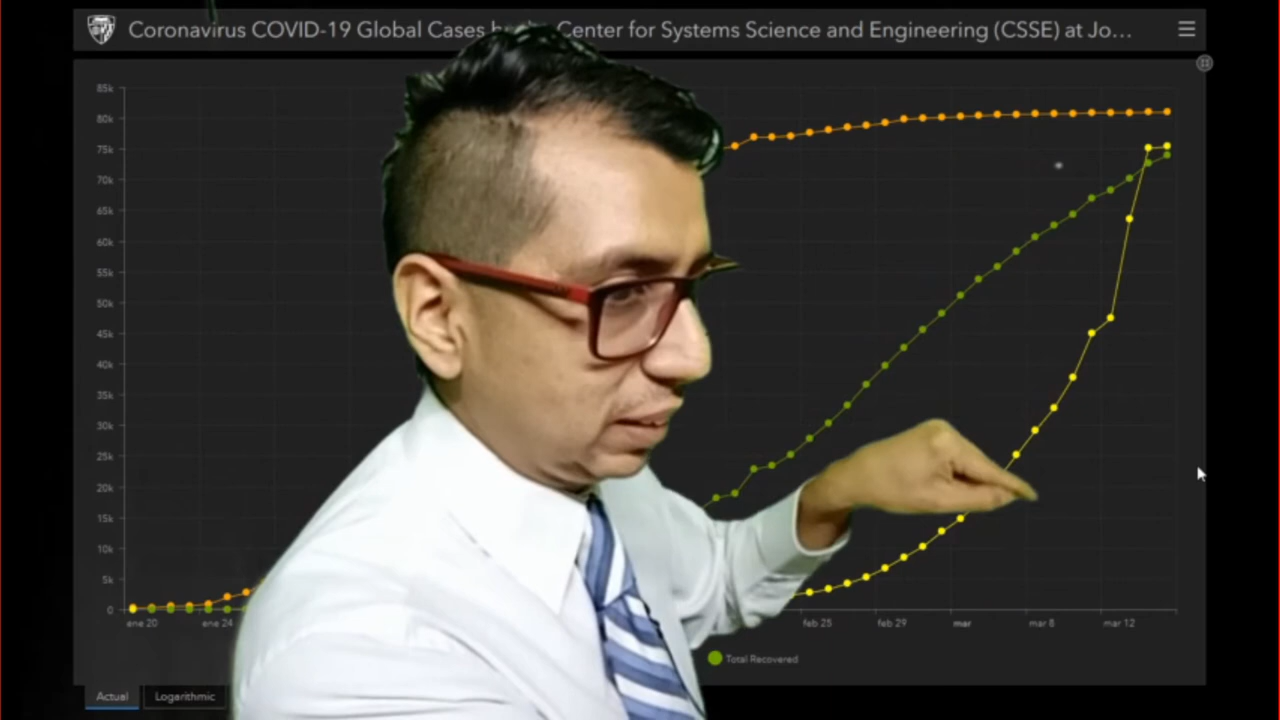 Coronavirus COVID-19 Global Cases b Center for Systems Science and Engineering (CSSE) at Jo...
85k
80k
75k
70k
65k
60k
55k
50k
45k
40k
35k
30k
25k
20k
15k
10k
5k
0
ene 20 ene 24 feb 25 feb 29 mar mar 8 mar 12
Total Recovered
Actual Logarithmic